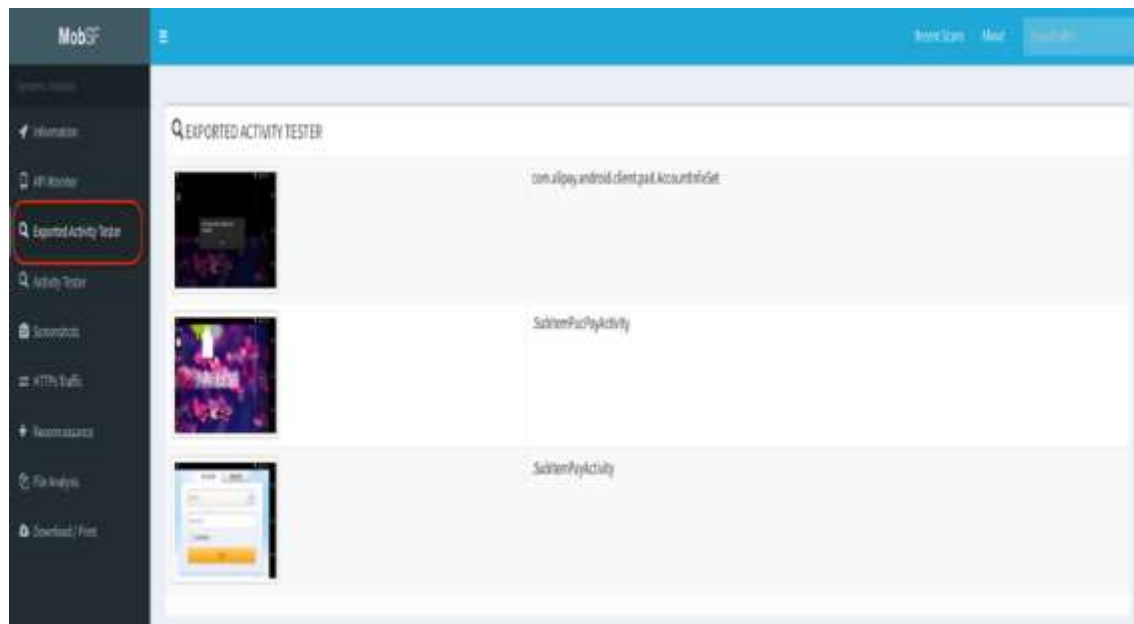 MobSF
Recent Scans About
Information
API Monitor
EXPORTED ACTIVITY TESTER
com.alipay.android.client.pad.AccountInfoSet
Exported Activity Tester
Activity Tester
Screenshots
.SubItemPucPayActivity
HTTPs Traffic
Reconnaissance
File Analysis
.SubItemPayActivity
Download / Print